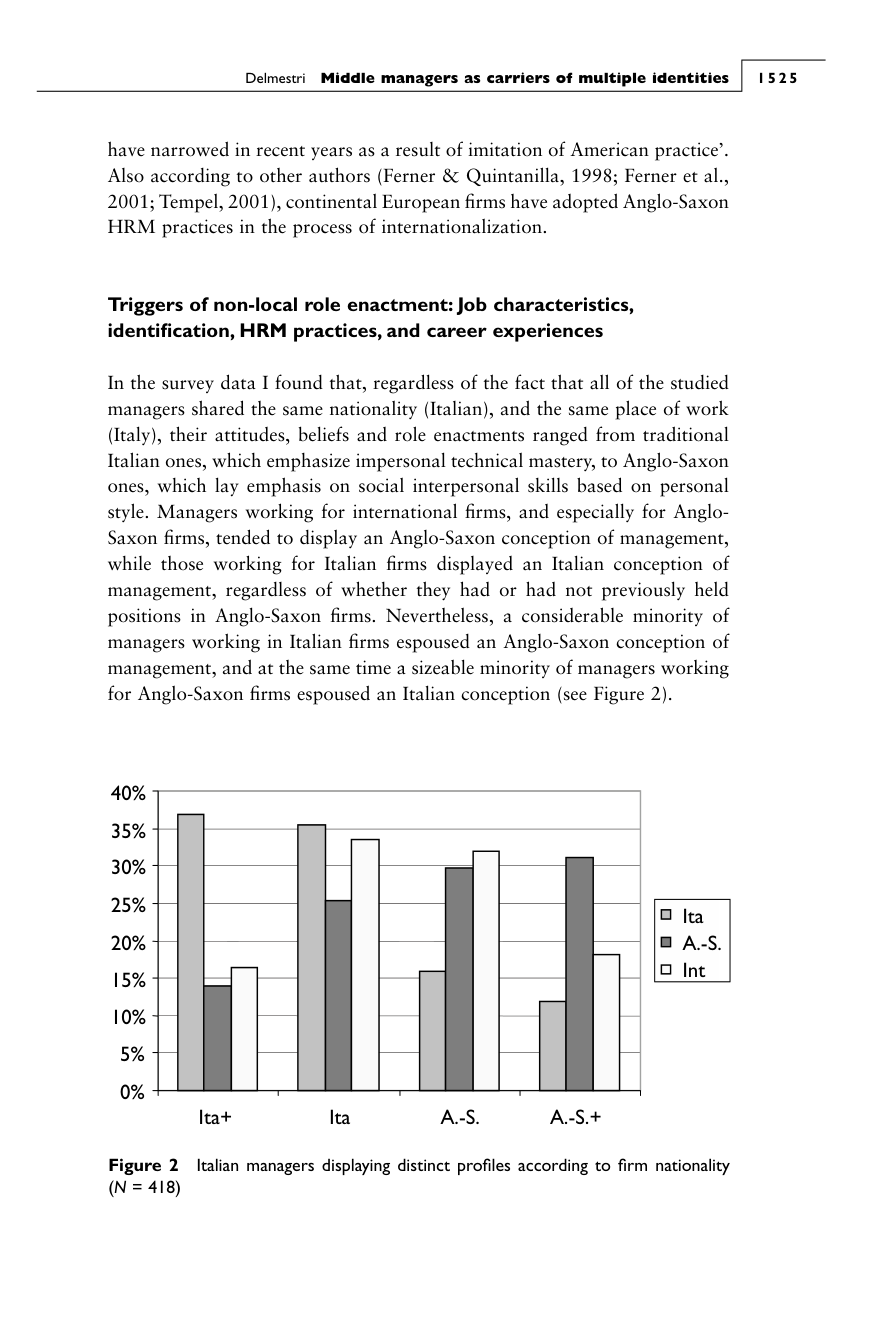 Delmestri Middle managers as carriers of multiple identities 1525
have narrowed in recent years as a result of imitation of American practice’.
Also according to other authors (Ferner & Quintanilla, 1998; Ferner et al.,
2001; Tempel, 2001), continental European firms have adopted Anglo-Saxon
HRM practices in the process of internationalization.
Triggers of non-local role enactment: Job characteristics,
identification, HRM practices, and career experiences
In the survey data I found that, regardless of the fact that all of the studied
managers shared the same nationality (Italian), and the same place of work
(Italy), their attitudes, beliefs and role enactments ranged from traditional
Italian ones, which emphasize impersonal technical mastery, to Anglo-Saxon
ones, which lay emphasis on social interpersonal skills based on personal
style. Managers working for international firms, and especially for Anglo-
Saxon firms, tended to display an Anglo-Saxon conception of management,
while those working for Italian firms displayed an Italian conception of
management, regardless of whether they had or had not previously held
positions in Anglo-Saxon firms. Nevertheless, a considerable minority of
managers working in Italian firms espoused an Anglo-Saxon conception of
management, and at the same time a sizeable minority of managers working
for Anglo-Saxon firms espoused an Italian conception (see Figure 2).
40%
35%
30%
25%
20%
15%
10%
5%
0%
Ita+ Ita A.-S. A.-S.+
Ita
A.-S.
Int
Figure 2 Italian managers displaying distinct profiles according to firm nationality
(N = 418)